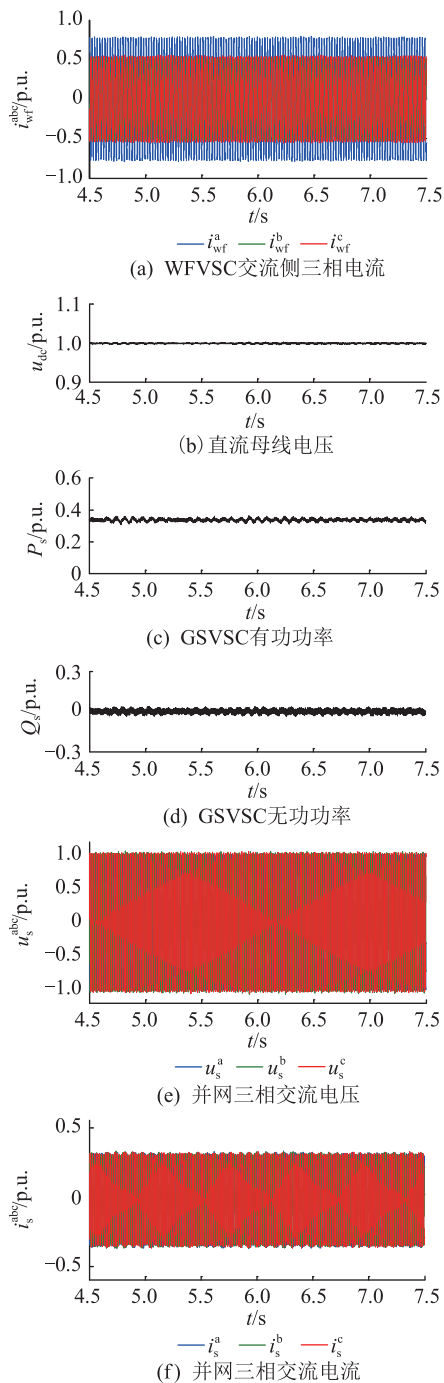 1.0
0.5
0
−0.5
−1.0
i_wf^abc/p.u.
4.5 5.0 5.5 6.0 6.5 7.0 7.5
t/s
i_wf^a i_wf^b i_wf^c
(a) WFVSC交流侧三相电流
1.1
1.0
0.9
u_dc/p.u.
4.5 5.0 5.5 6.0 6.5 7.0 7.5
t/s
(b)直流母线电压
0.6
0.4
0.2
0
P_s/p.u.
4.5 5.0 5.5 6.0 6.5 7.0 7.5
t/s
(c) GSVSC有功功率
0.3
0
−0.3
Q_s/p.u.
4.5 5.0 5.5 6.0 6.5 7.0 7.5
t/s
(d) GSVSC无功功率
1.0
0.5
0
−0.5
−1.0
u_s^abc/p.u.
4.5 5.0 5.5 6.0 6.5 7.0 7.5
t/s
u_s^a u_s^b u_s^c
(e) 并网三相交流电压
0.5
0
−0.5
i_s^abc/p.u.
4.5 5.0 5.5 6.0 6.5 7.0 7.5
t/s
i_s^a i_s^b i_s^c
(f) 并网三相交流电流